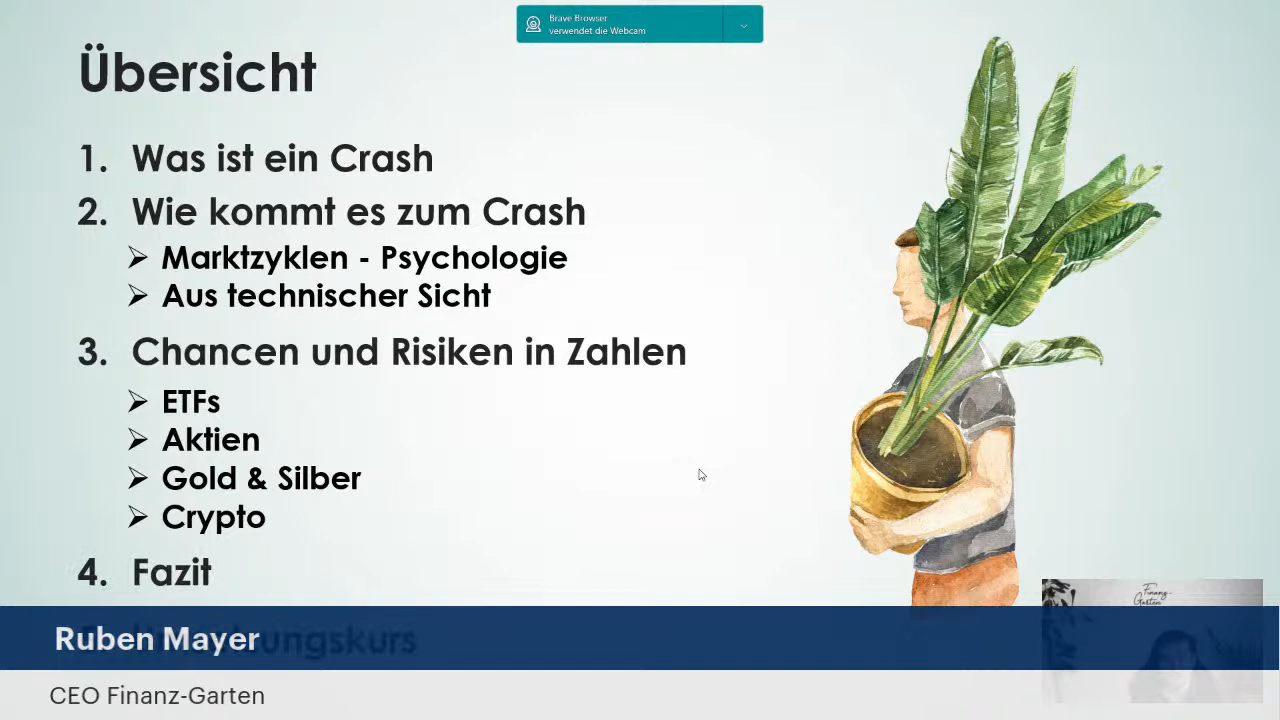 Brave Browser
verwendet die Webcam
Übersicht
1. Was ist ein Crash
2. Wie kommt es zum Crash
➢ Marktzyklen - Psychologie
➢ Aus technischer Sicht
3. Chancen und Risiken in Zahlen
➢ ETFs
➢ Aktien
➢ Gold & Silber
➢ Crypto
4. Fazit
Finanz-
Garten
Ruben Mayer
CEO Finanz-Garten